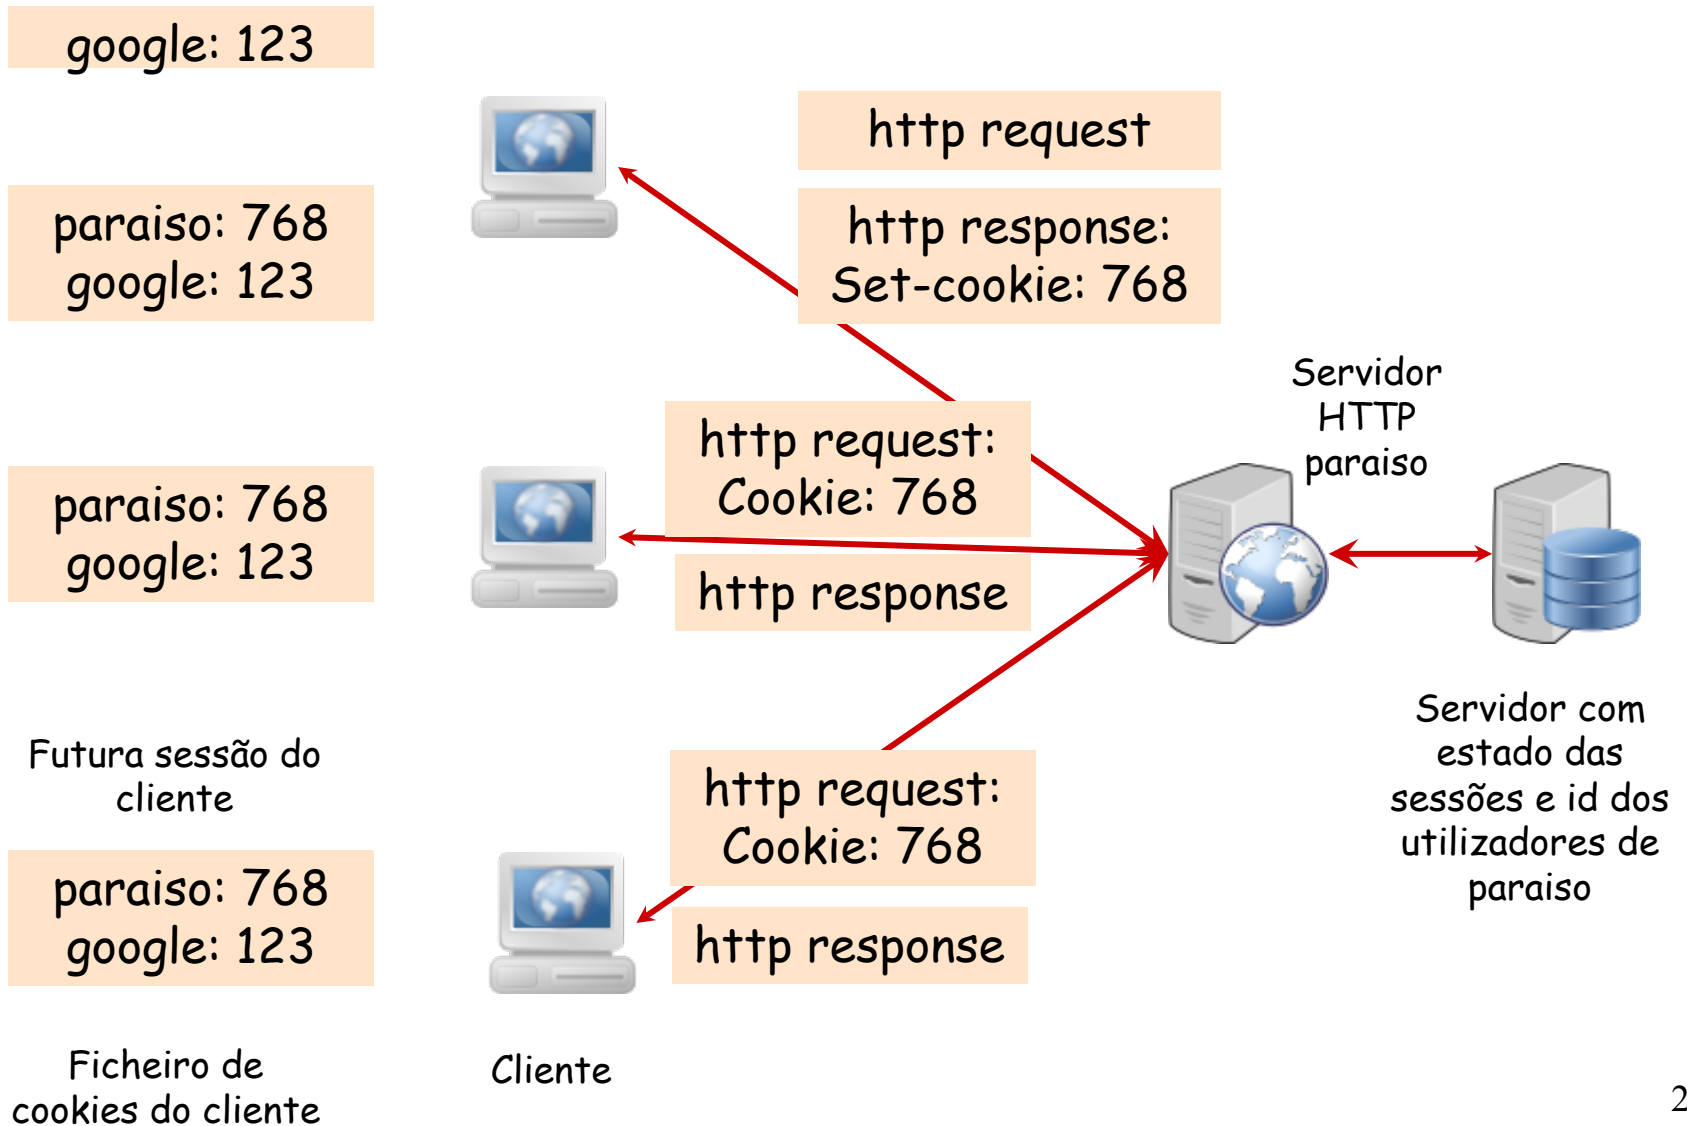 google: 123
http request
paraiso: 768
google: 123
http response:
Set-cookie: 768
Servidor
HTTP
paraiso
http request:
Cookie: 768
paraiso: 768
google: 123
http response
Servidor com
estado das
sessões e id dos
utilizadores de
paraiso
Futura sessão do
cliente
http request:
Cookie: 768
paraiso: 768
google: 123
http response
Ficheiro de
cookies do cliente
Cliente
2